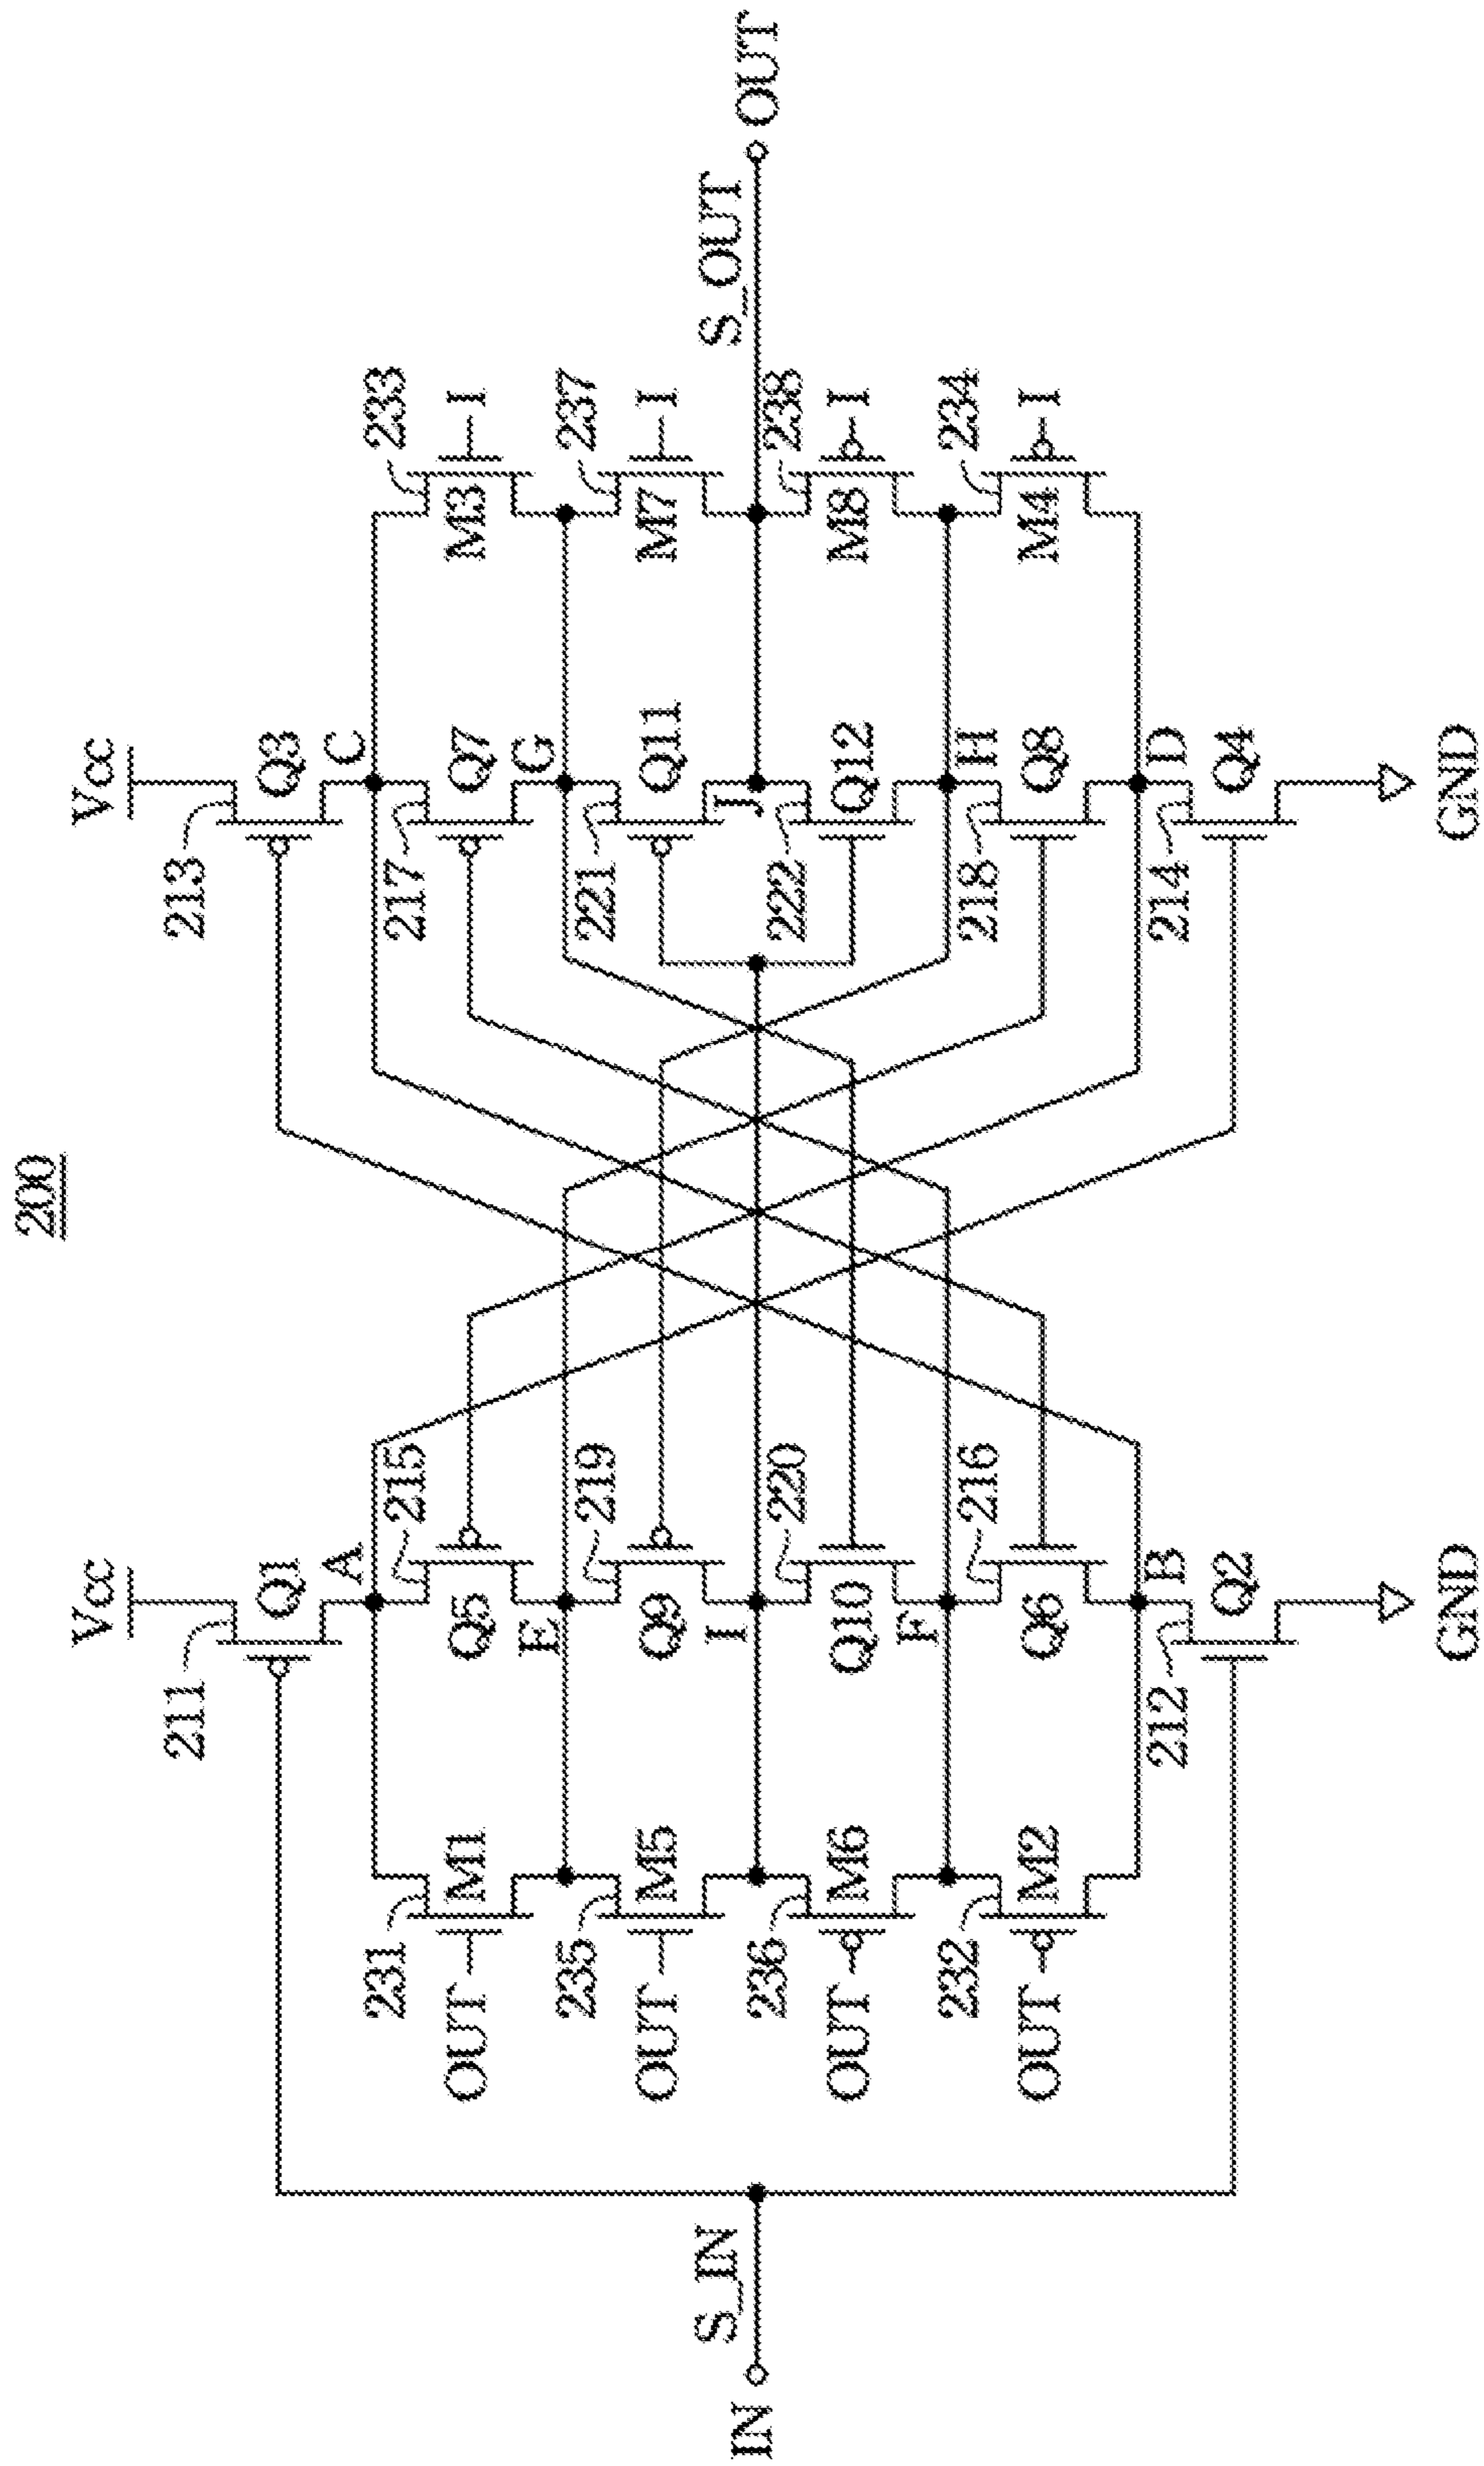 200
Vcc
Vcc
211
Q1
213
Q3
A
C
231
M1
OUT
215
Q5
217
Q7
233
M3
I
E
G
235
M5
OUT
219
Q9
221
Q11
237
M7
I
IN
S_IN
I
J
S_OUT
OUT
236
M6
OUT
220
Q10
222
Q12
238
M8
I
F
H
232
M2
OUT
216
Q6
218
Q8
234
M4
I
B
D
212
Q2
214
Q4
GND
GND